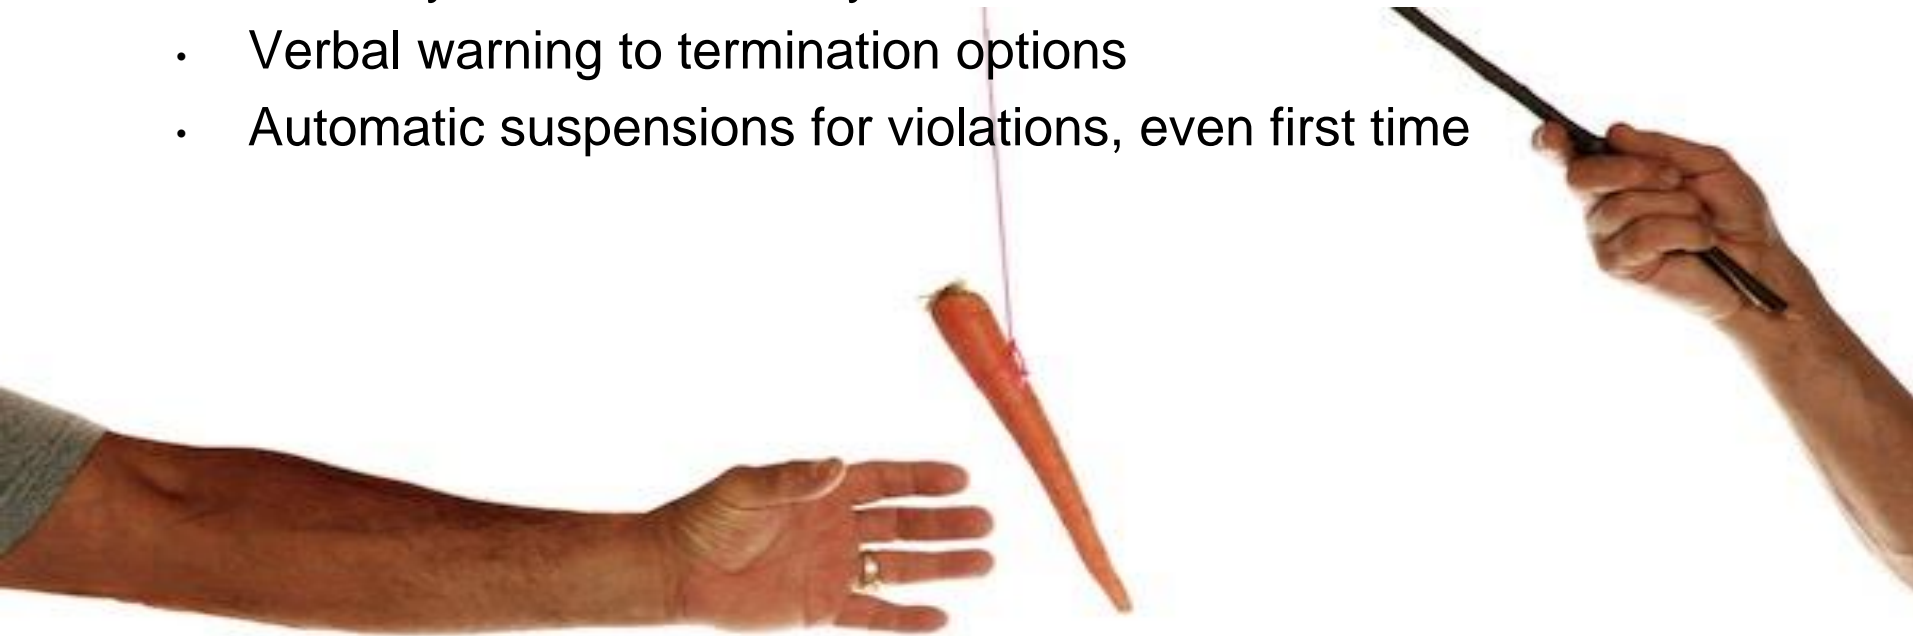 · Verbal warning to termination options
· Automatic suspensions for violations, even first time